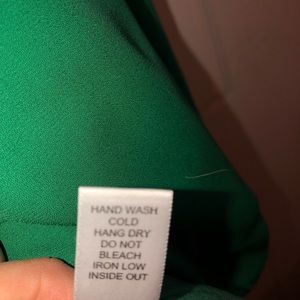 HAND WASH
COLD
HANG DRY
DO NOT
BLEACH
IRON LOW
INSIDE OUT